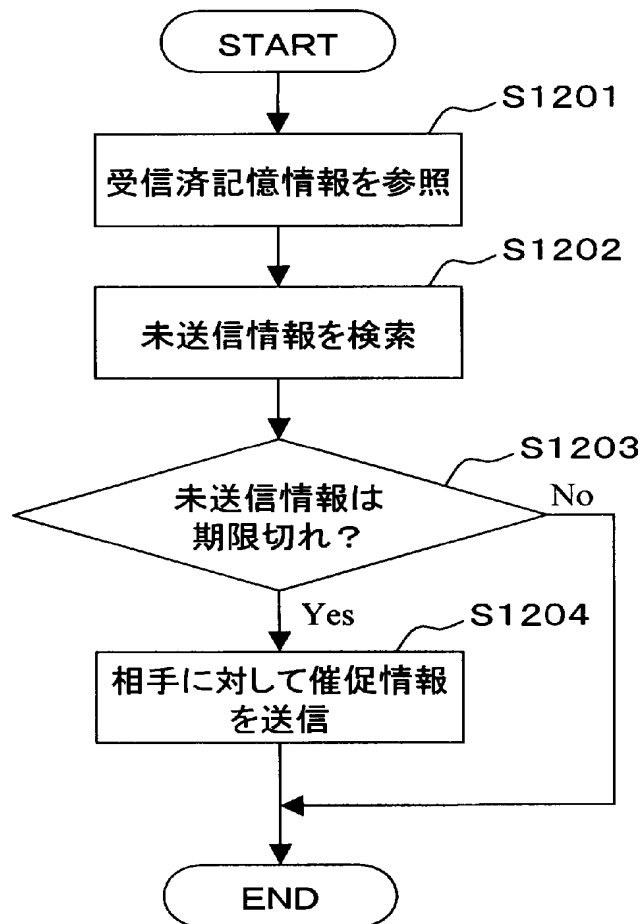 START
S1201
受信済記憶情報を参照
S1202
未送信情報を検索
S1203
未送信情報は
期限切れ？
No
Yes
S1204
相手に対して催促情報
を送信
END